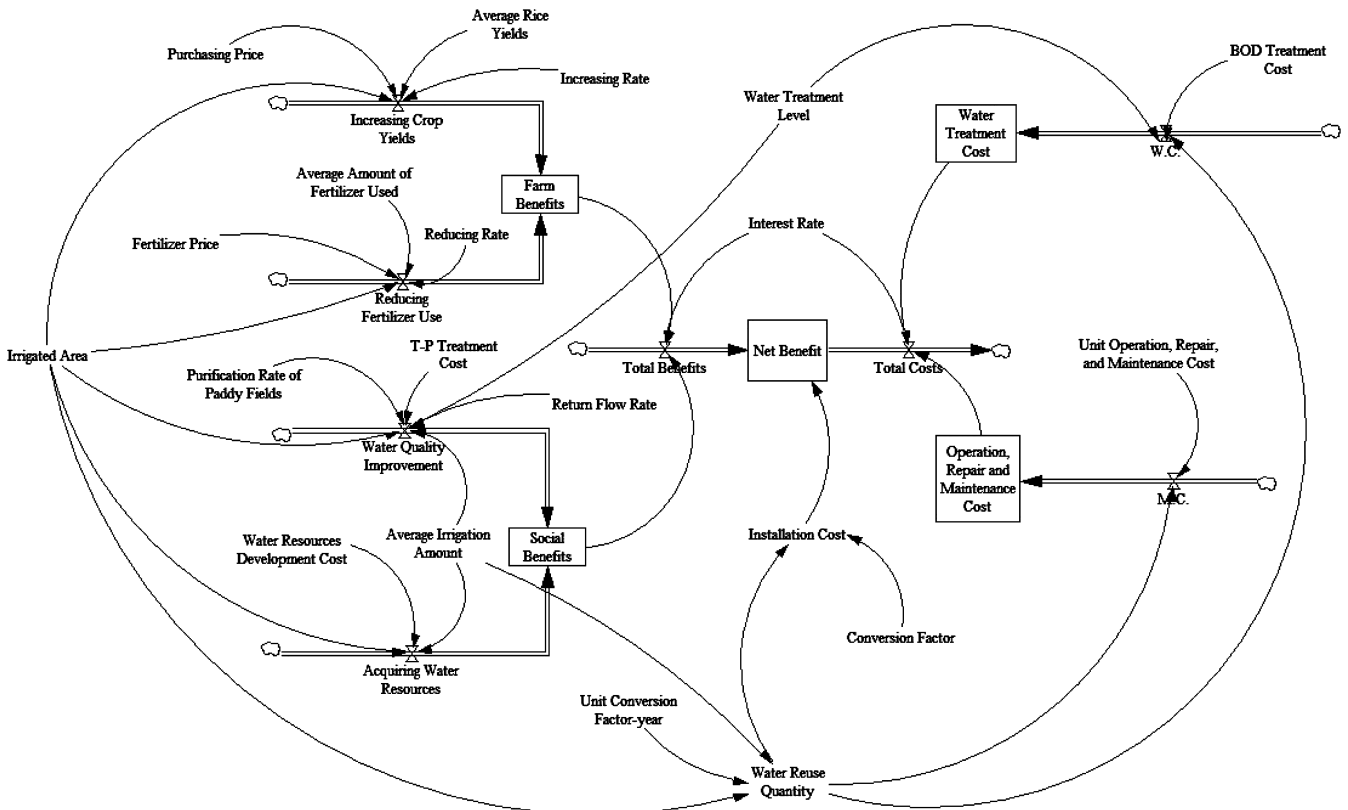 Average Rice
Yields
Purchasing Price
BOD Treatment
Cost
Increasing Rate
Water Treatment
Level
Increasing Crop
Yields
Water
Treatment
Cost
W.C.
Average Amount of
Fertilizer Used
Farm
Benefits
Interest Rate
Fertilizer Price
Reducing Rate
Reducing
Fertilizer Use
Irrigated Area
T-P Treatment
Cost
Total Benefits
Net Benefit
Total Costs
Unit Operation, Repair,
and Maintenance Cost
Purification Rate of
Paddy Fields
Return Flow Rate
Water Quality
Improvement
Operation,
Repair and
Maintenance
Cost
M.C.
Water Resources
Development Cost
Average Irrigation
Amount
Social
Benefits
Installation Cost
Conversion Factor
Acquiring Water
Resources
Unit Conversion
Factor-year
Water Reuse
Quantity